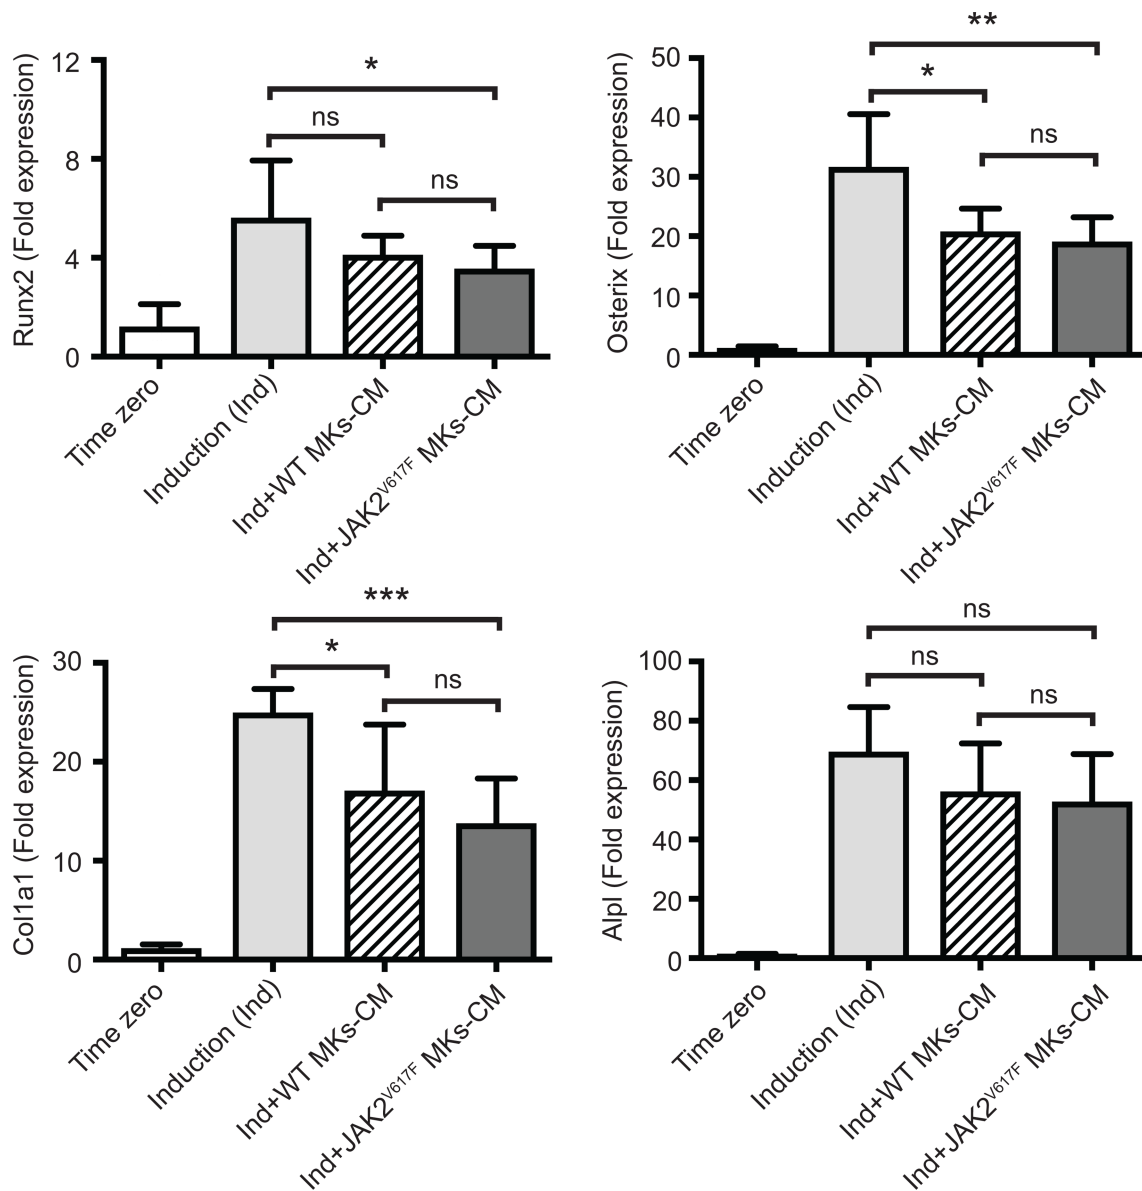 Runx2 (Fold expression)
12
8
4
0
*
ns
ns
Time zero
Induction (Ind)
Ind+WT MKs-CM
Ind+JAK2V617F MKs-CM
Osterix (Fold expression)
50
40
30
20
10
0
**
*
ns
Time zero
Induction (Ind)
Ind+WT MKs-CM
Ind+JAK2V617F MKs-CM
Col1a1 (Fold expression)
30
20
10
0
***
*
ns
Time zero
Induction (Ind)
Ind+WT MKs-CM
Ind+JAK2V617F MKs-CM
Alpl (Fold expression)
100
80
60
40
20
0
ns
ns
ns
Time zero
Induction (Ind)
Ind+WT MKs-CM
Ind+JAK2V617F MKs-CM